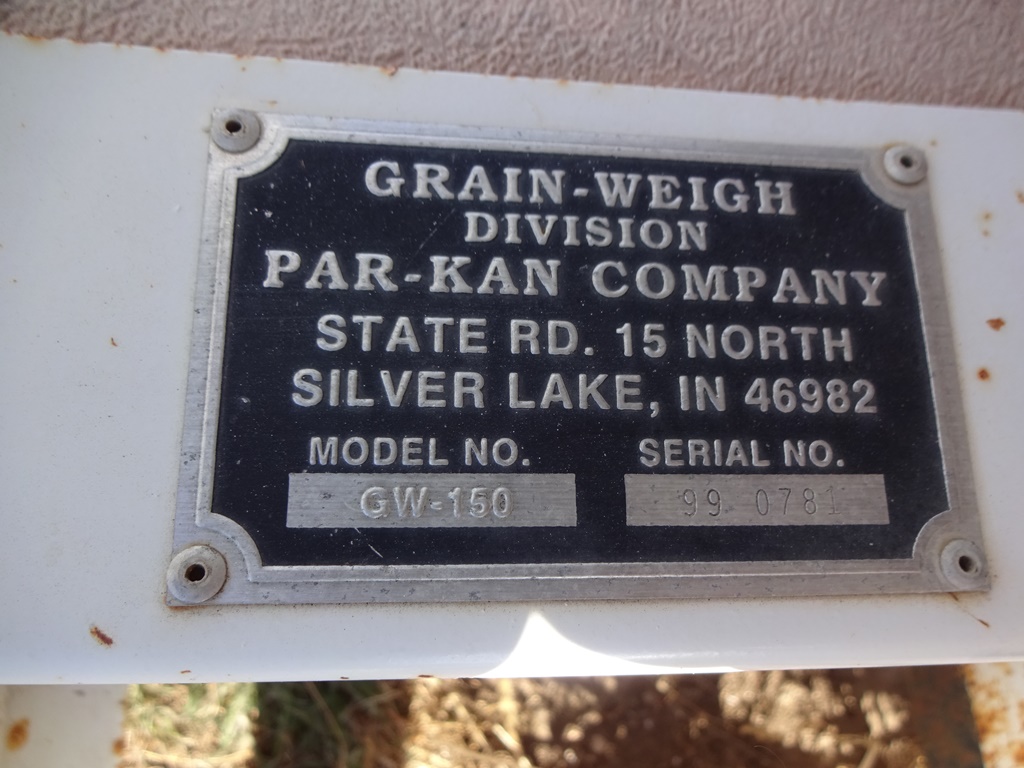 GRAIN-WEIGH
DIVISION
PAR-KAN COMPANY
STATE RD. 15 NORTH
SILVER LAKE, IN 46982
MODEL NO. SERIAL NO.
GW-150 99 0781